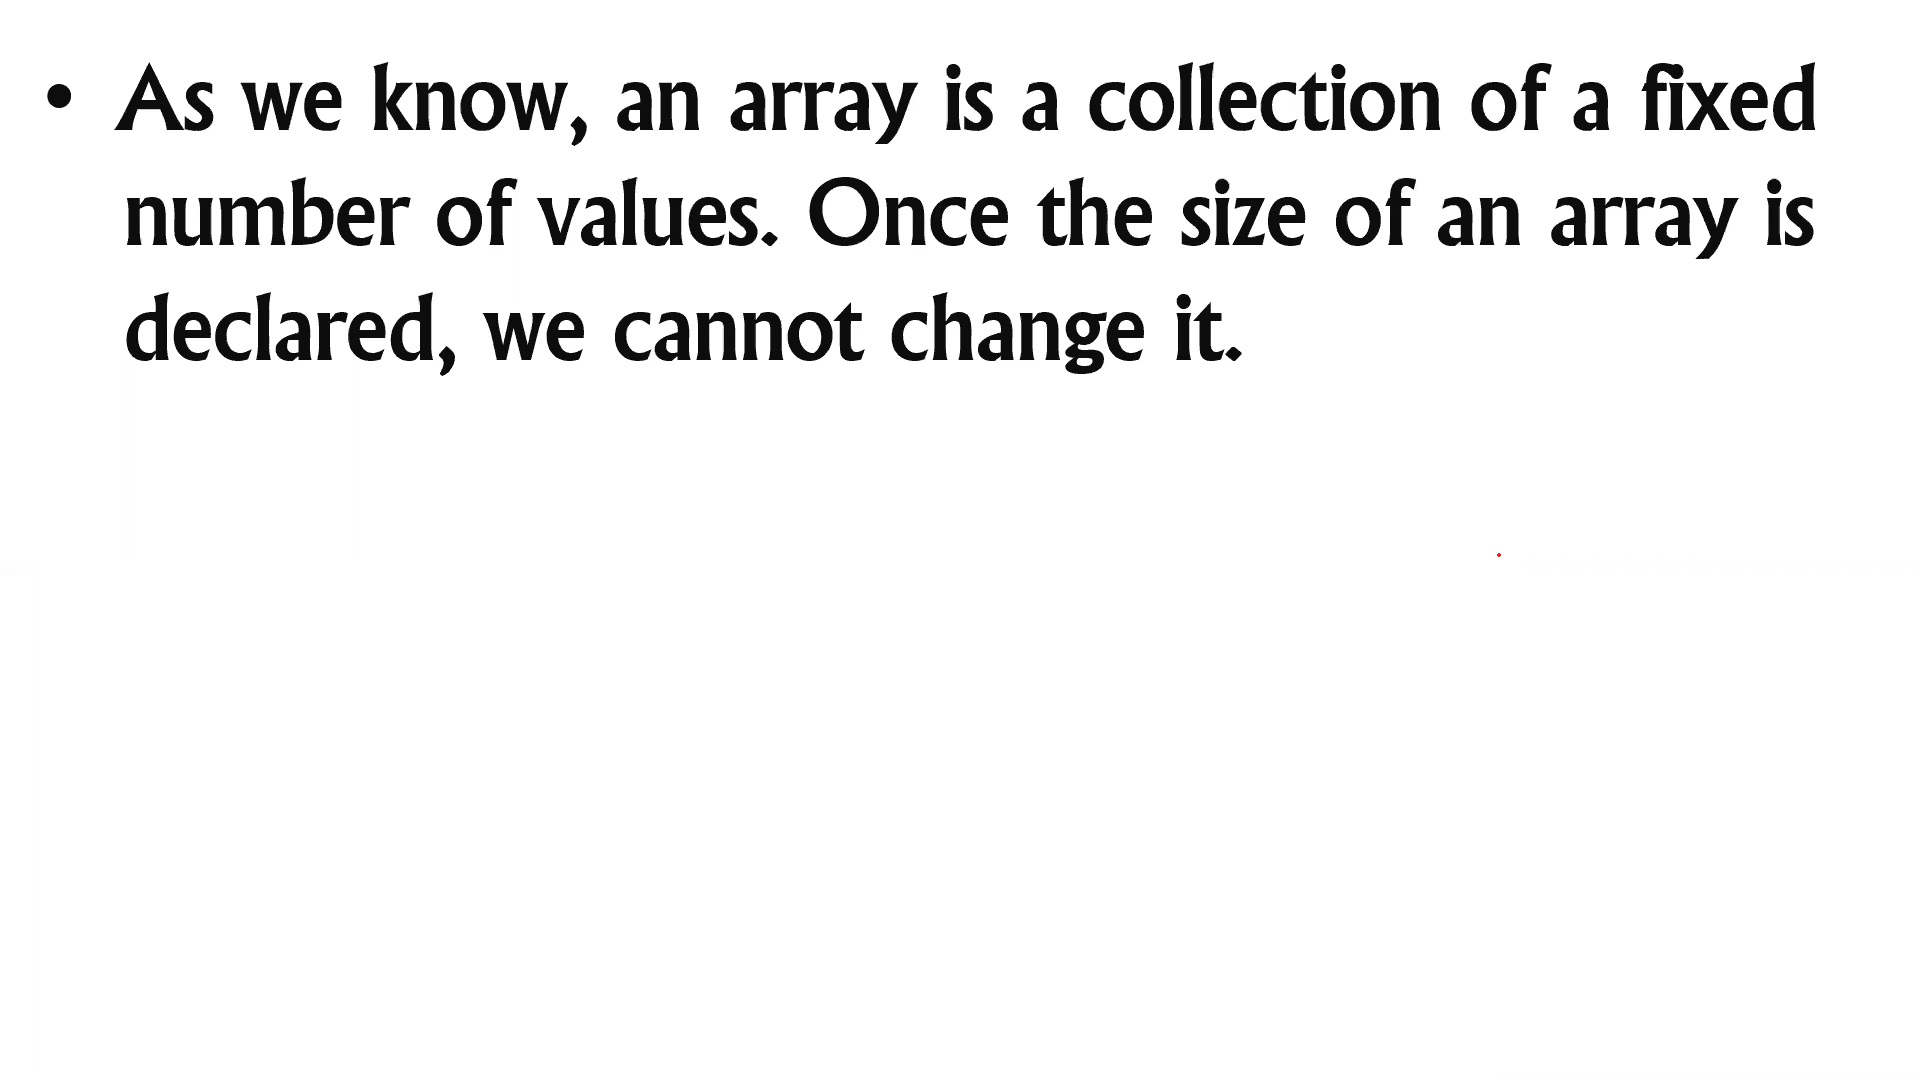 • As we know, an array is a collection of a fixed
number of values. Once the size of an array is
declared, we cannot change it.